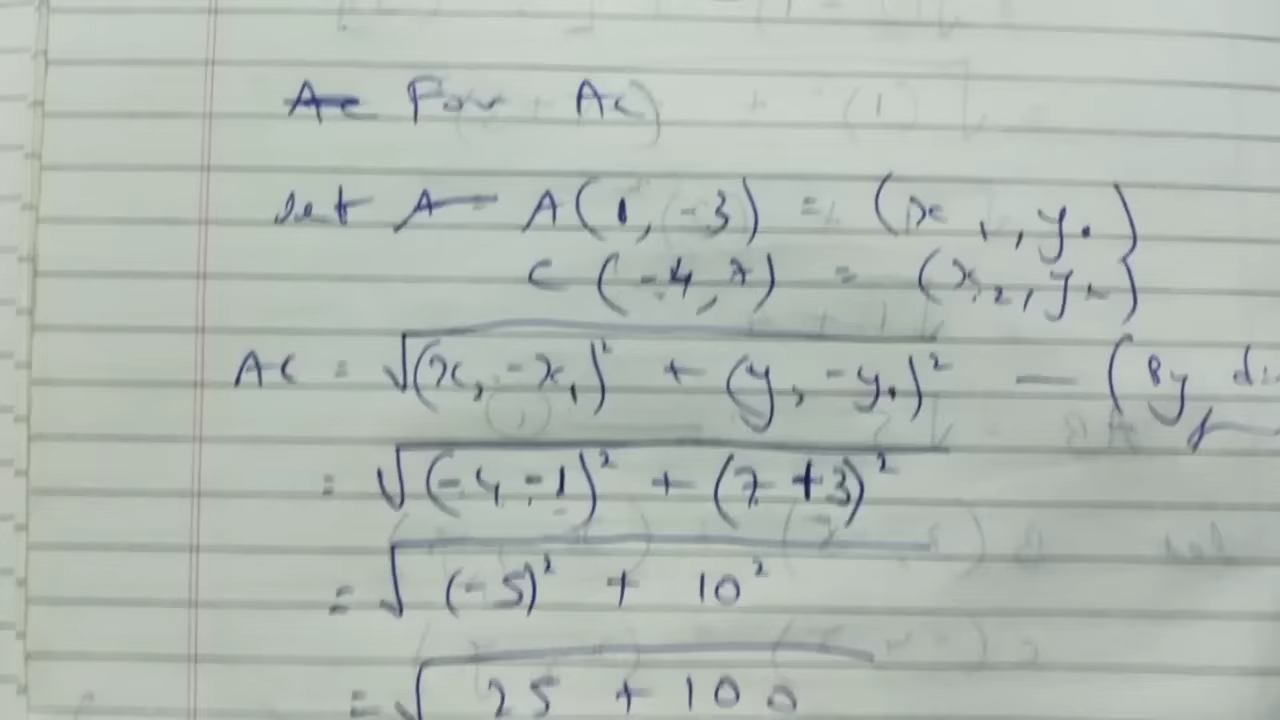 For AC
let A(1, -3) = (x₁, y₁)
C (-4, 7) = (x₂, y₂)
AC = √(x₂ - x₁)² + (y₂ - y₁)² — (By
= √(-4 - 1)² + (7 + 3)²
= √(-5)² + 10²
= √25 + 100